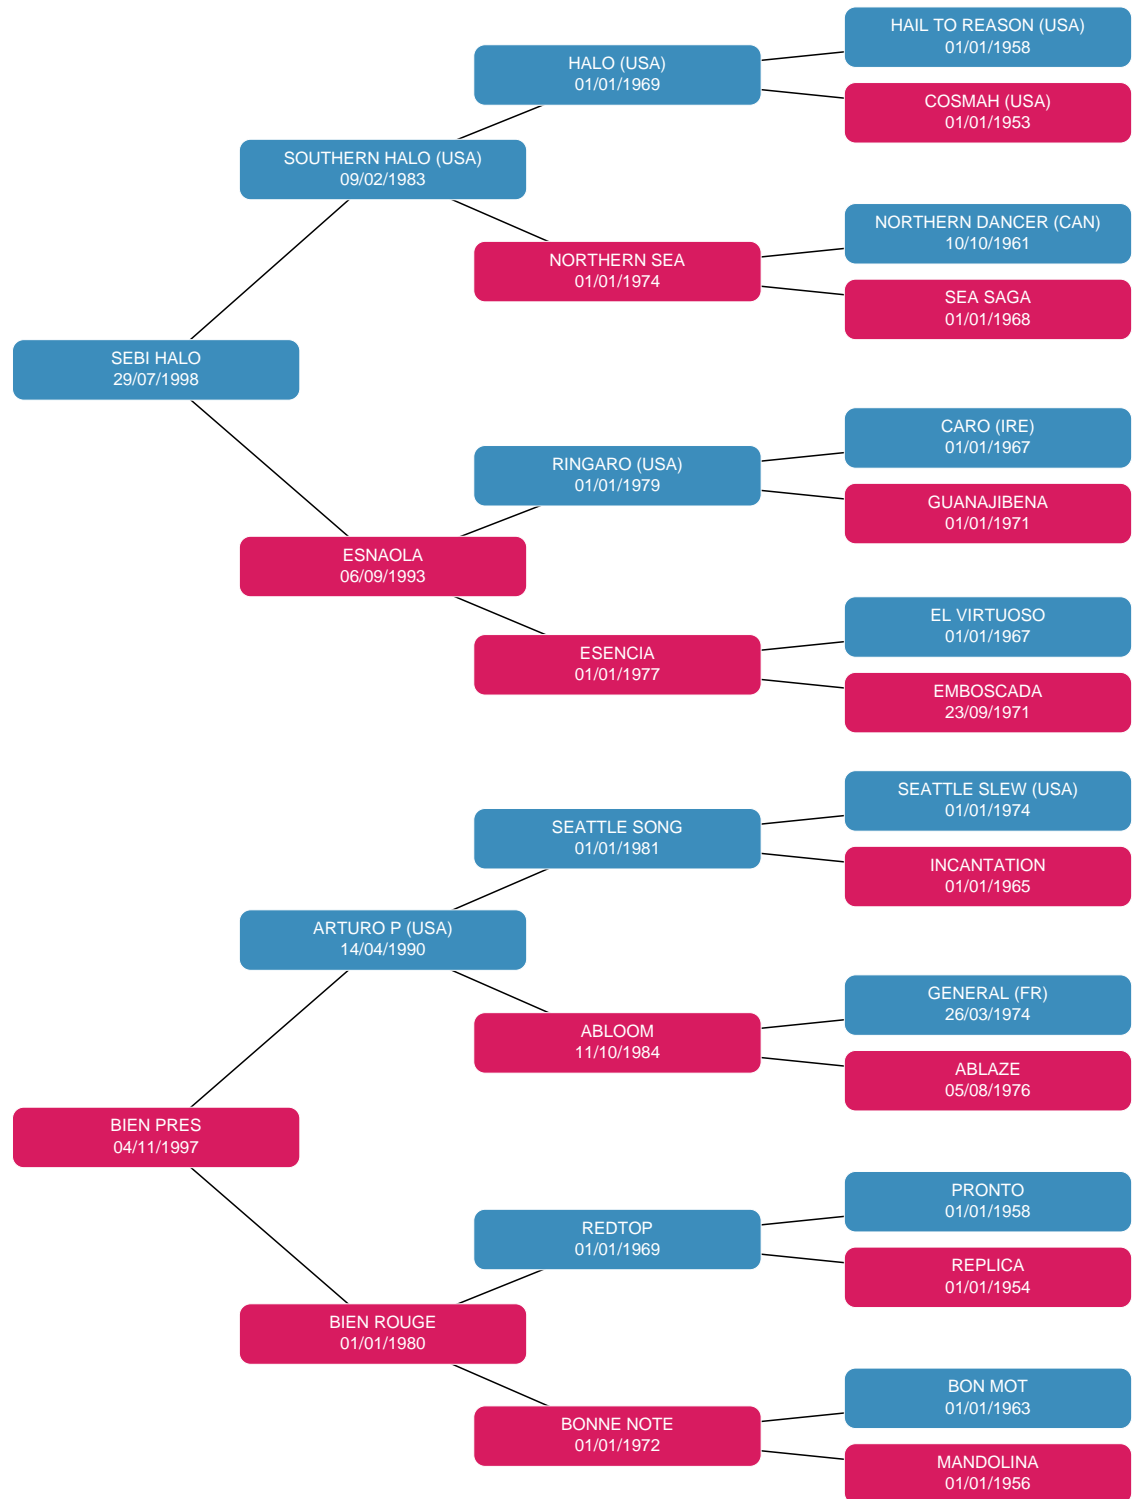 HAIL TO REASON (USA)
01/01/1958
HALO (USA)
01/01/1969
COSMAH (USA)
01/01/1953
SOUTHERN HALO (USA)
09/02/1983
NORTHERN DANCER (CAN)
10/10/1961
NORTHERN SEA
01/01/1974
SEA SAGA
01/01/1968
SEBI HALO
29/07/1998
CARO (IRE)
01/01/1967
RINGARO (USA)
01/01/1979
GUANAJIBENA
01/01/1971
ESNAOLA
06/09/1993
EL VIRTUOSO
01/01/1967
ESENCIA
01/01/1977
EMBOSCADA
23/09/1971
SEATTLE SLEW (USA)
01/01/1974
SEATTLE SONG
01/01/1981
INCANTATION
01/01/1965
ARTURO P (USA)
14/04/1990
GENERAL (FR)
26/03/1974
ABLOOM
11/10/1984
ABLAZE
05/08/1976
BIEN PRES
04/11/1997
PRONTO
01/01/1958
REDTOP
01/01/1969
REPLICA
01/01/1954
BIEN ROUGE
01/01/1980
BON MOT
01/01/1963
BONNE NOTE
01/01/1972
MANDOLINA
01/01/1956